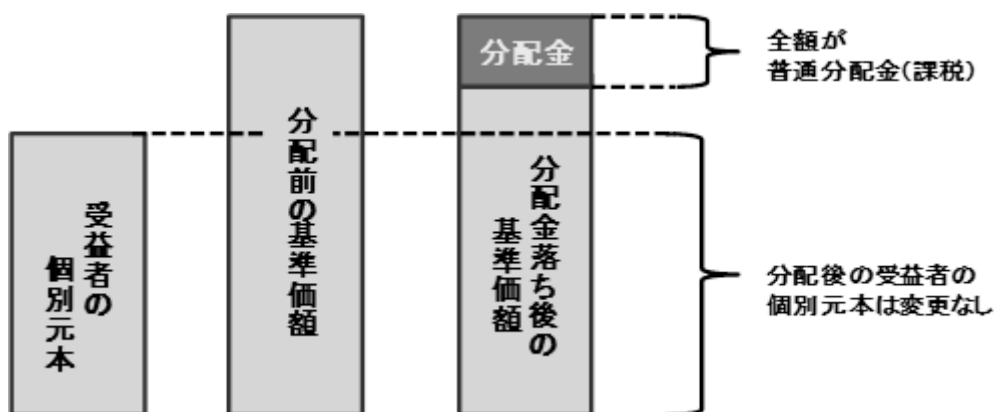 受益者の
個別元本
分配前の基準価額
分配金
分配金落ち後の
基準価額
全額が
普通分配金(課税)
分配後の受益者の
個別元本は変更なし